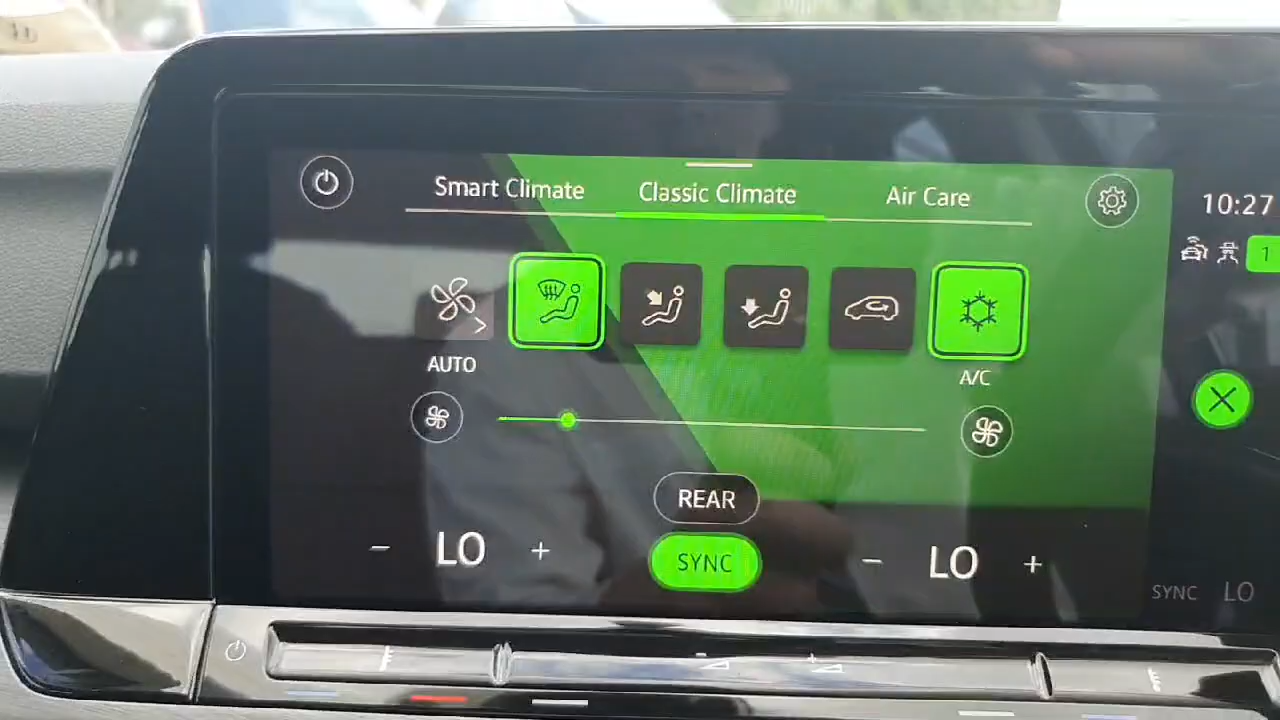 Smart Climate
Classic Climate
Air Care
10:27
1
AUTO
A/C
REAR
LO
SYNC
LO
SYNC LO